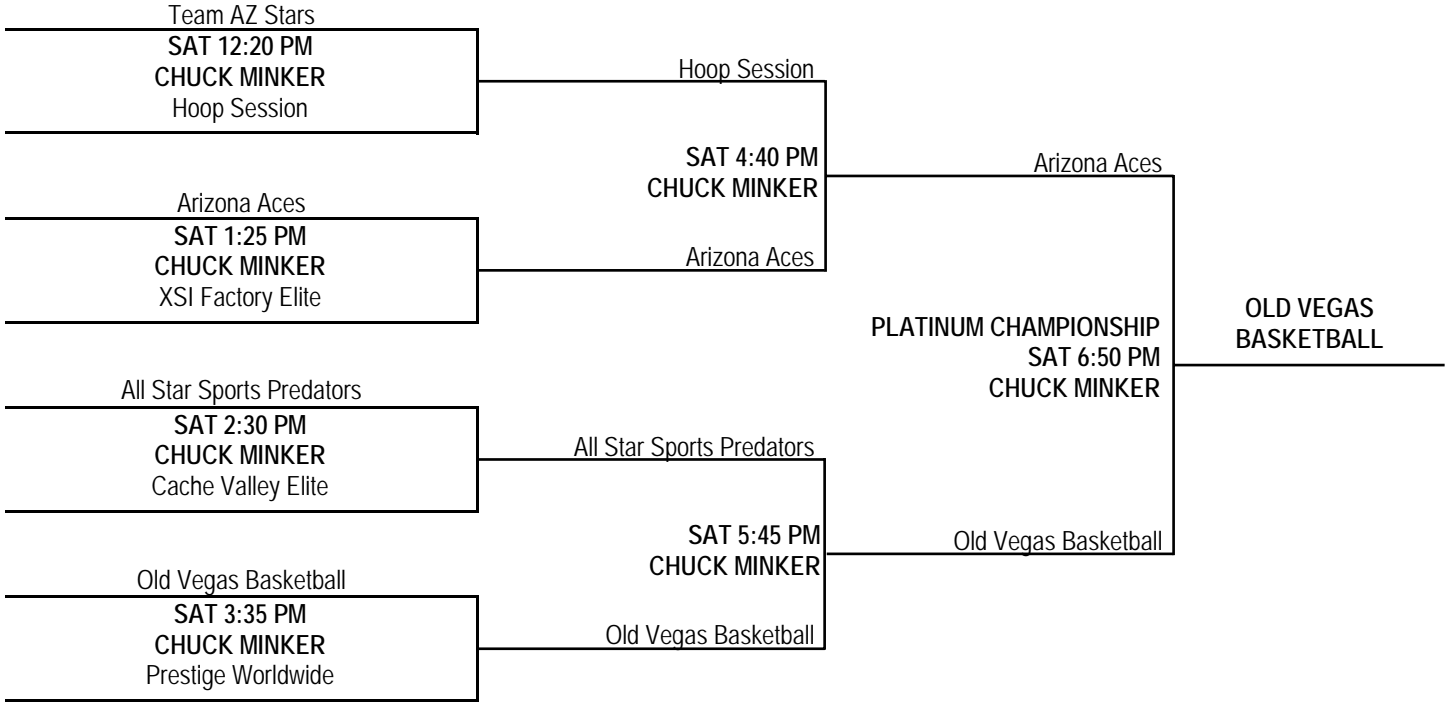 Team AZ Stars
SAT 12:20 PM
CHUCK MINKER
Hoop Session
Arizona Aces
SAT 1:25 PM
CHUCK MINKER
XSI Factory Elite
All Star Sports Predators
SAT 2:30 PM
CHUCK MINKER
Cache Valley Elite
Old Vegas Basketball
SAT 3:35 PM
CHUCK MINKER
Prestige Worldwide
Hoop Session
SAT 4:40 PM
CHUCK MINKER
Arizona Aces
All Star Sports Predators
SAT 5:45 PM
CHUCK MINKER
Old Vegas Basketball
Arizona Aces
PLATINUM CHAMPIONSHIP
SAT 6:50 PM
CHUCK MINKER
Old Vegas Basketball
OLD VEGAS
BASKETBALL